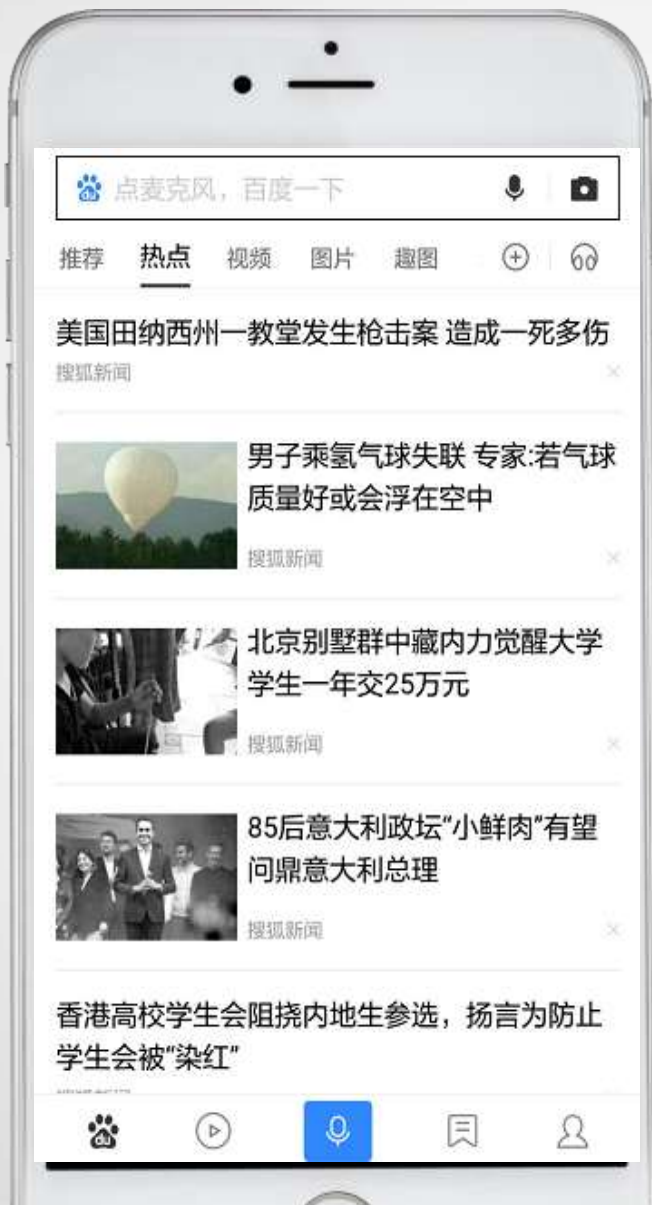 du 点麦克风，百度一下
推荐 热点 视频 图片 趣图
美国田纳西州一教堂发生枪击案 造成一死多伤
搜狐新闻
男子乘氢气球失联 专家:若气球
质量好或会浮在空中
搜狐新闻
北京别墅群中藏内力觉醒大学
学生一年交25万元
搜狐新闻
85后意大利政坛“小鲜肉”有望
问鼎意大利总理
搜狐新闻
香港高校学生会阻挠内地生参选，扬言为防止
学生会被“染红”
du